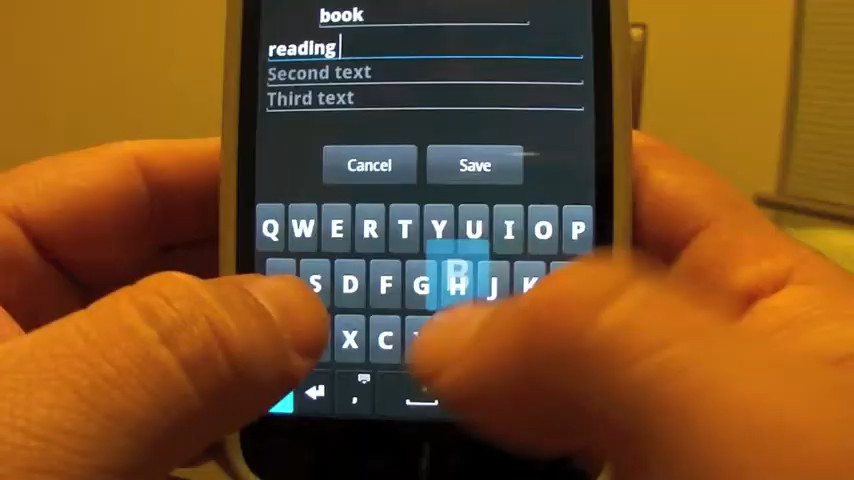 book
reading
Second text
Third text
Cancel Save
Q W E R T Y U I O P
S D F G H J K
B
X C
,